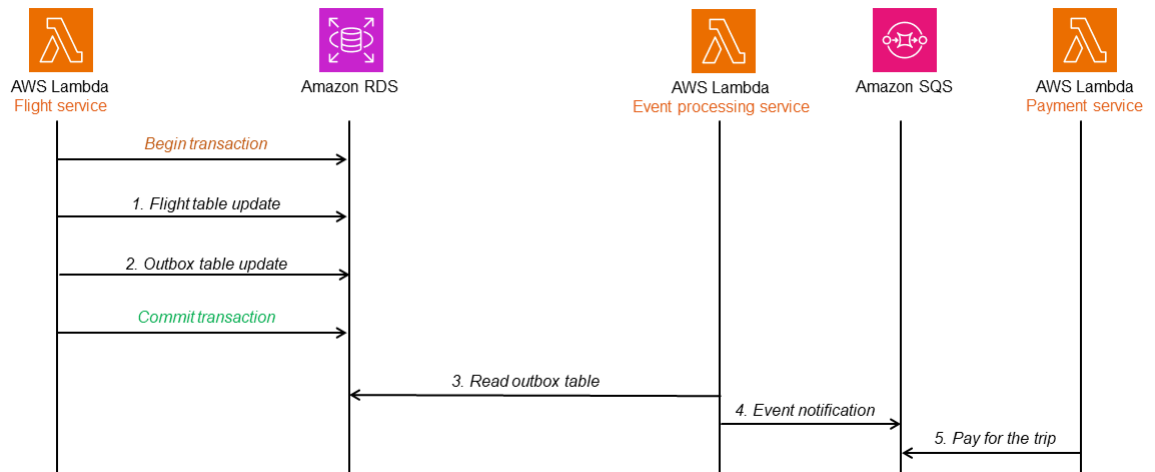 AWS Lambda
Flight service
Amazon RDS
AWS Lambda
Event processing service
Amazon SQS
AWS Lambda
Payment service
Begin transaction
1. Flight table update
2. Outbox table update
Commit transaction
3. Read outbox table
4. Event notification
5. Pay for the trip